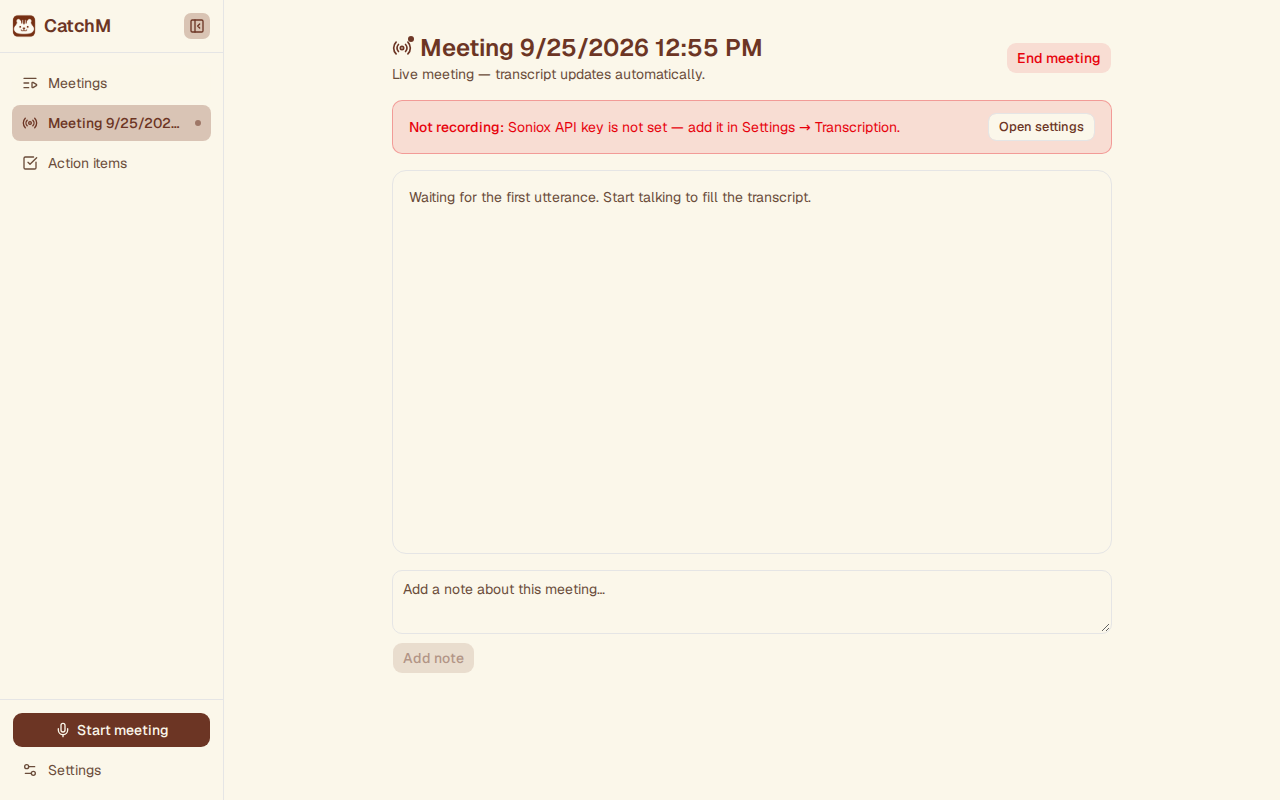 CatchM
Meetings
Meeting 9/25/202...
Action items
Start meeting
Settings
Meeting 9/25/2026 12:55 PM
Live meeting — transcript updates automatically.
End meeting
Not recording: Soniox API key is not set — add it in Settings → Transcription.
Open settings
Waiting for the first utterance. Start talking to fill the transcript.
Add a note about this meeting...
Add note